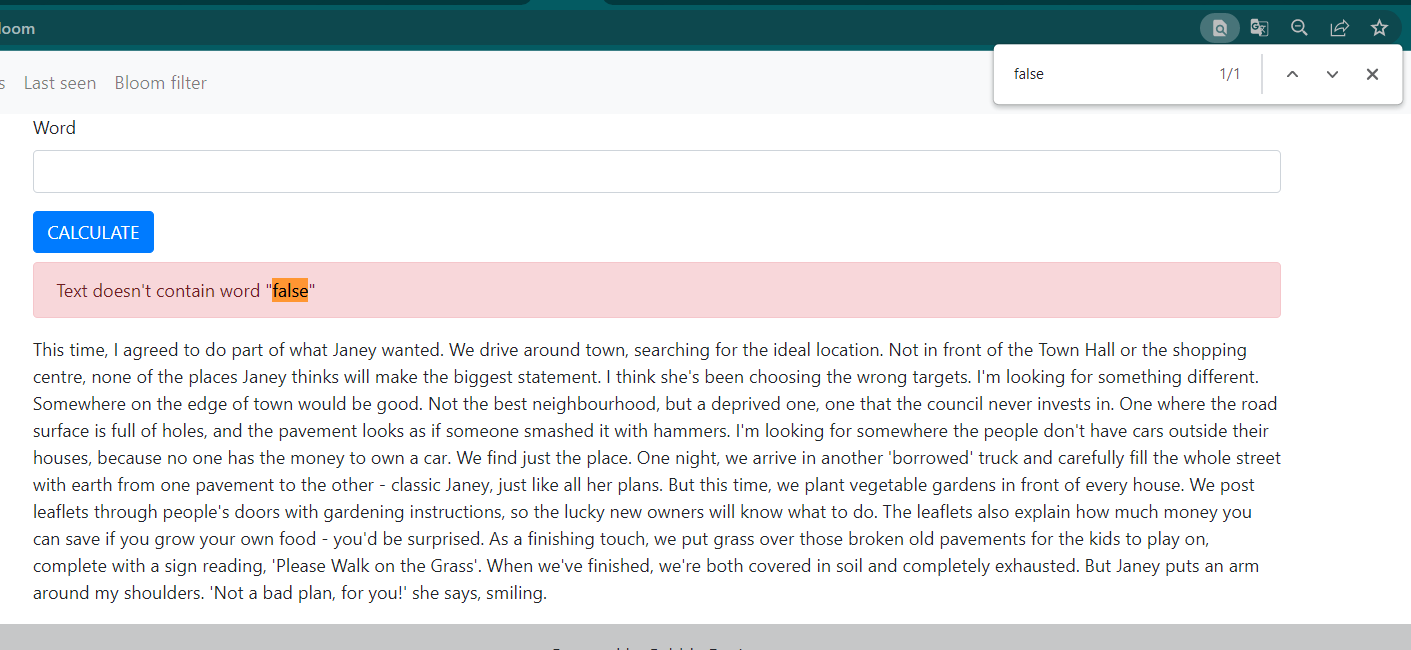 loom
false 1/1
s Last seen Bloom filter
Word
CALCULATE
Text doesn't contain word "false"
This time, I agreed to do part of what Janey wanted. We drive around town, searching for the ideal location. Not in front of the Town Hall or the shopping
centre, none of the places Janey thinks will make the biggest statement. I think she's been choosing the wrong targets. I'm looking for something different.
Somewhere on the edge of town would be good. Not the best neighbourhood, but a deprived one, one that the council never invests in. One where the road
surface is full of holes, and the pavement looks as if someone smashed it with hammers. I'm looking for somewhere the people don't have cars outside their
houses, because no one has the money to own a car. We find just the place. One night, we arrive in another 'borrowed' truck and carefully fill the whole street
with earth from one pavement to the other - classic Janey, just like all her plans. But this time, we plant vegetable gardens in front of every house. We post
leaflets through people's doors with gardening instructions, so the lucky new owners will know what to do. The leaflets also explain how much money you
can save if you grow your own food - you'd be surprised. As a finishing touch, we put grass over those broken old pavements for the kids to play on,
complete with a sign reading, 'Please Walk on the Grass'. When we've finished, we're both covered in soil and completely exhausted. But Janey puts an arm
around my shoulders. 'Not a bad plan, for you!' she says, smiling.